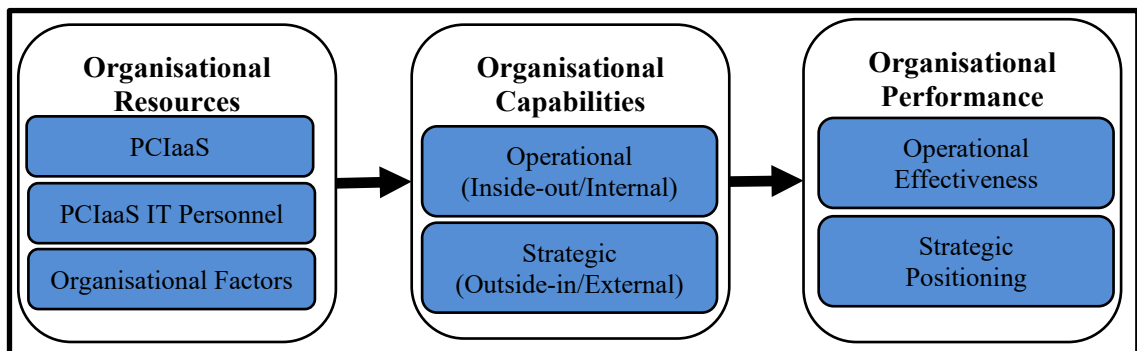 Organisational
Resources
PCIaaS
PCIaaS IT Personnel
Organisational Factors
Organisational
Capabilities
Operational
(Inside-out/Internal)
Strategic
(Outside-in/External)
Organisational
Performance
Operational
Effectiveness
Strategic
Positioning